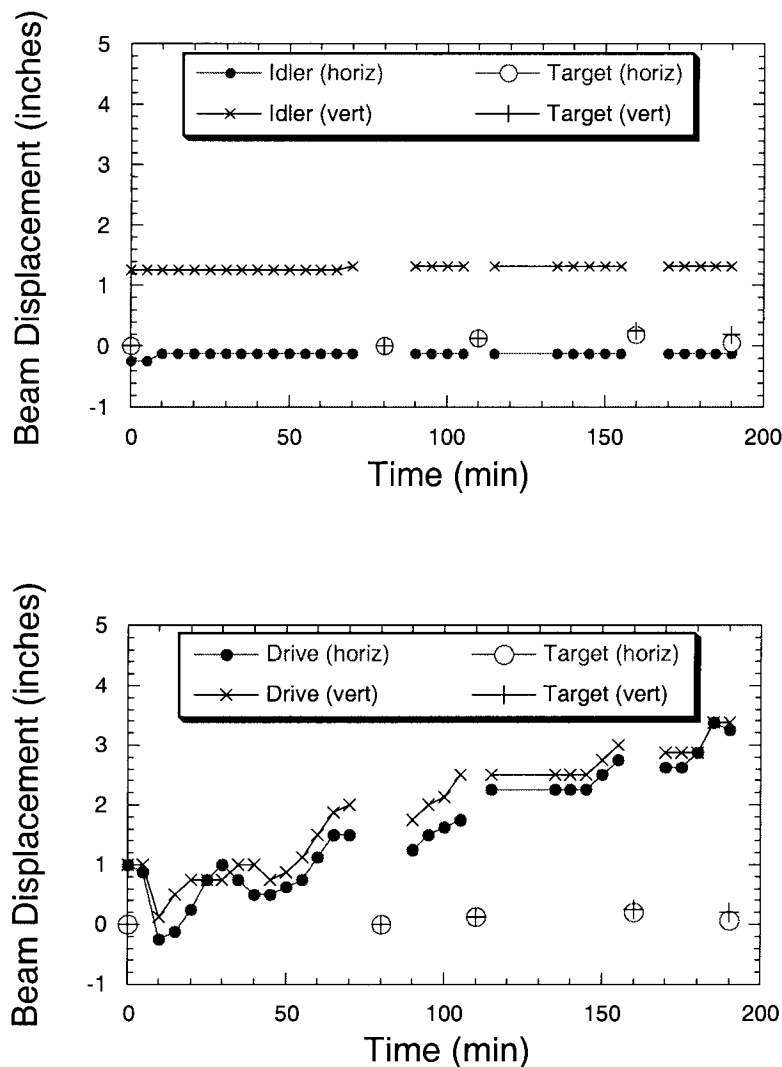 Beam Displacement (inches)
5
4
3
2
1
0
-1
Idler (horiz)
Target (horiz)
Idler (vert)
Target (vert)
0
50
100
150
200
Time (min)
Beam Displacement (inches)
5
4
3
2
1
0
-1
Drive (horiz)
Target (horiz)
Drive (vert)
Target (vert)
0
50
100
150
200
Time (min)